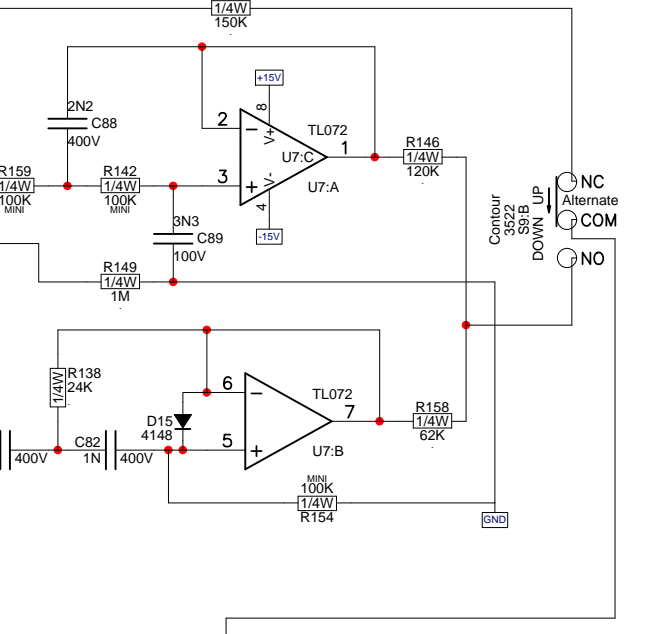 1/4W
150K
+15V
2N2
C88
400V
2
8
V+
TL072
1
U7:C
R146
1/4W
120K
R159
1/4W
100K
MINI
R142
1/4W
100K
MINI
3
V-
4
U7:A
-15V
3N3
C89
100V
R149
1/4W
1M
Contour
3522
S9:B
DOWN UP
NC
Alternate
COM
NO
R138
1/4W
24K
6
TL072
7
D15
4148
5
U7:B
R158
1/4W
62K
400V
C82
1N
400V
MINI
100K
1/4W
R154
GND